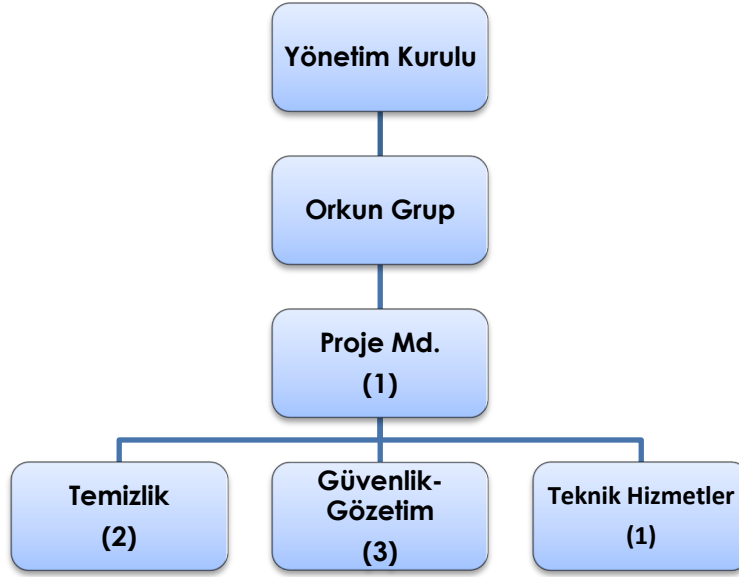 Yönetim Kurulu
Orkun Grup
Proje Md.
(1)
Temizlik
(2)
Güvenlik-
Gözetim
(3)
Teknik Hizmetler
(1)